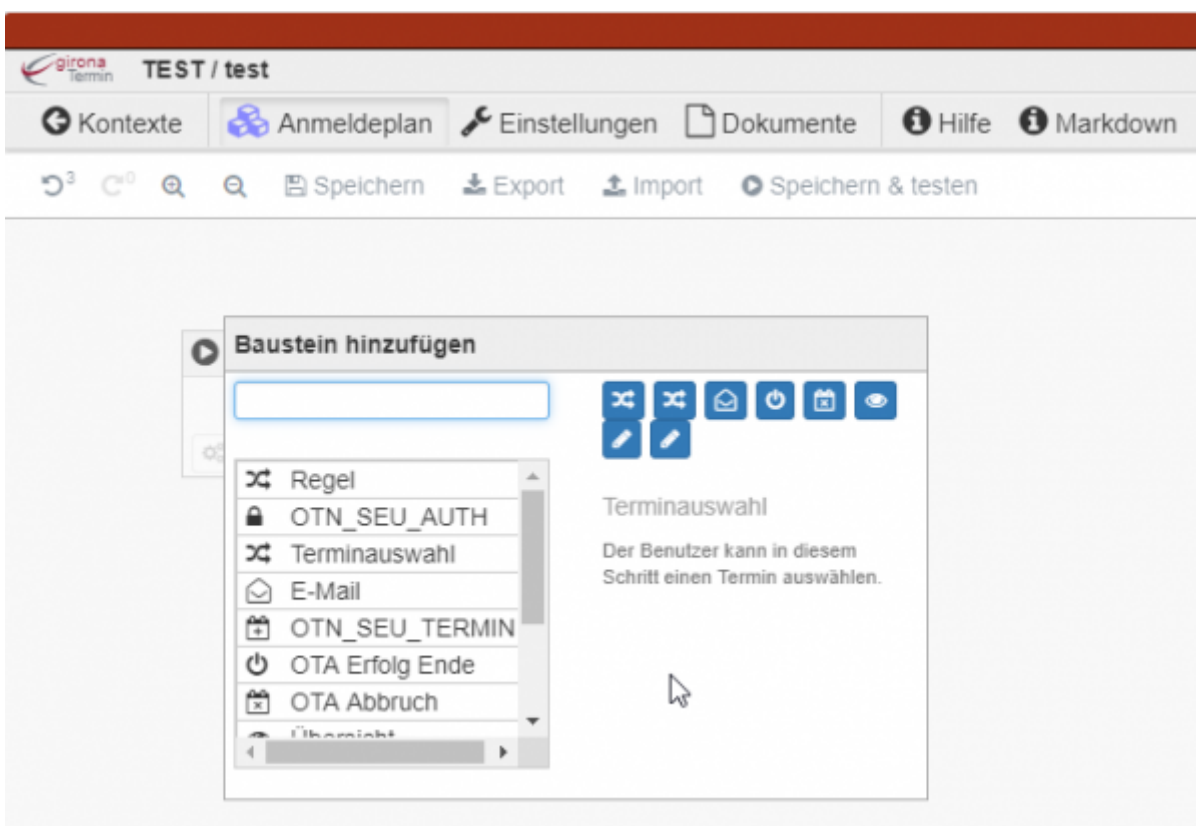 girona
Termin
TEST / test
Kontexte Anmeldeplan Einstellungen Dokumente Hilfe Markdown
3 0 Speichern Export Import Speichern & testen
Baustein hinzufügen
Regel
OTN_SEU_AUTH
Terminauswahl
E-Mail
OTN_SEU_TERMIN
OTA Erfolg Ende
OTA Abbruch
Übersicht
Terminauswahl
Der Benutzer kann in diesem
Schritt einen Termin auswählen.